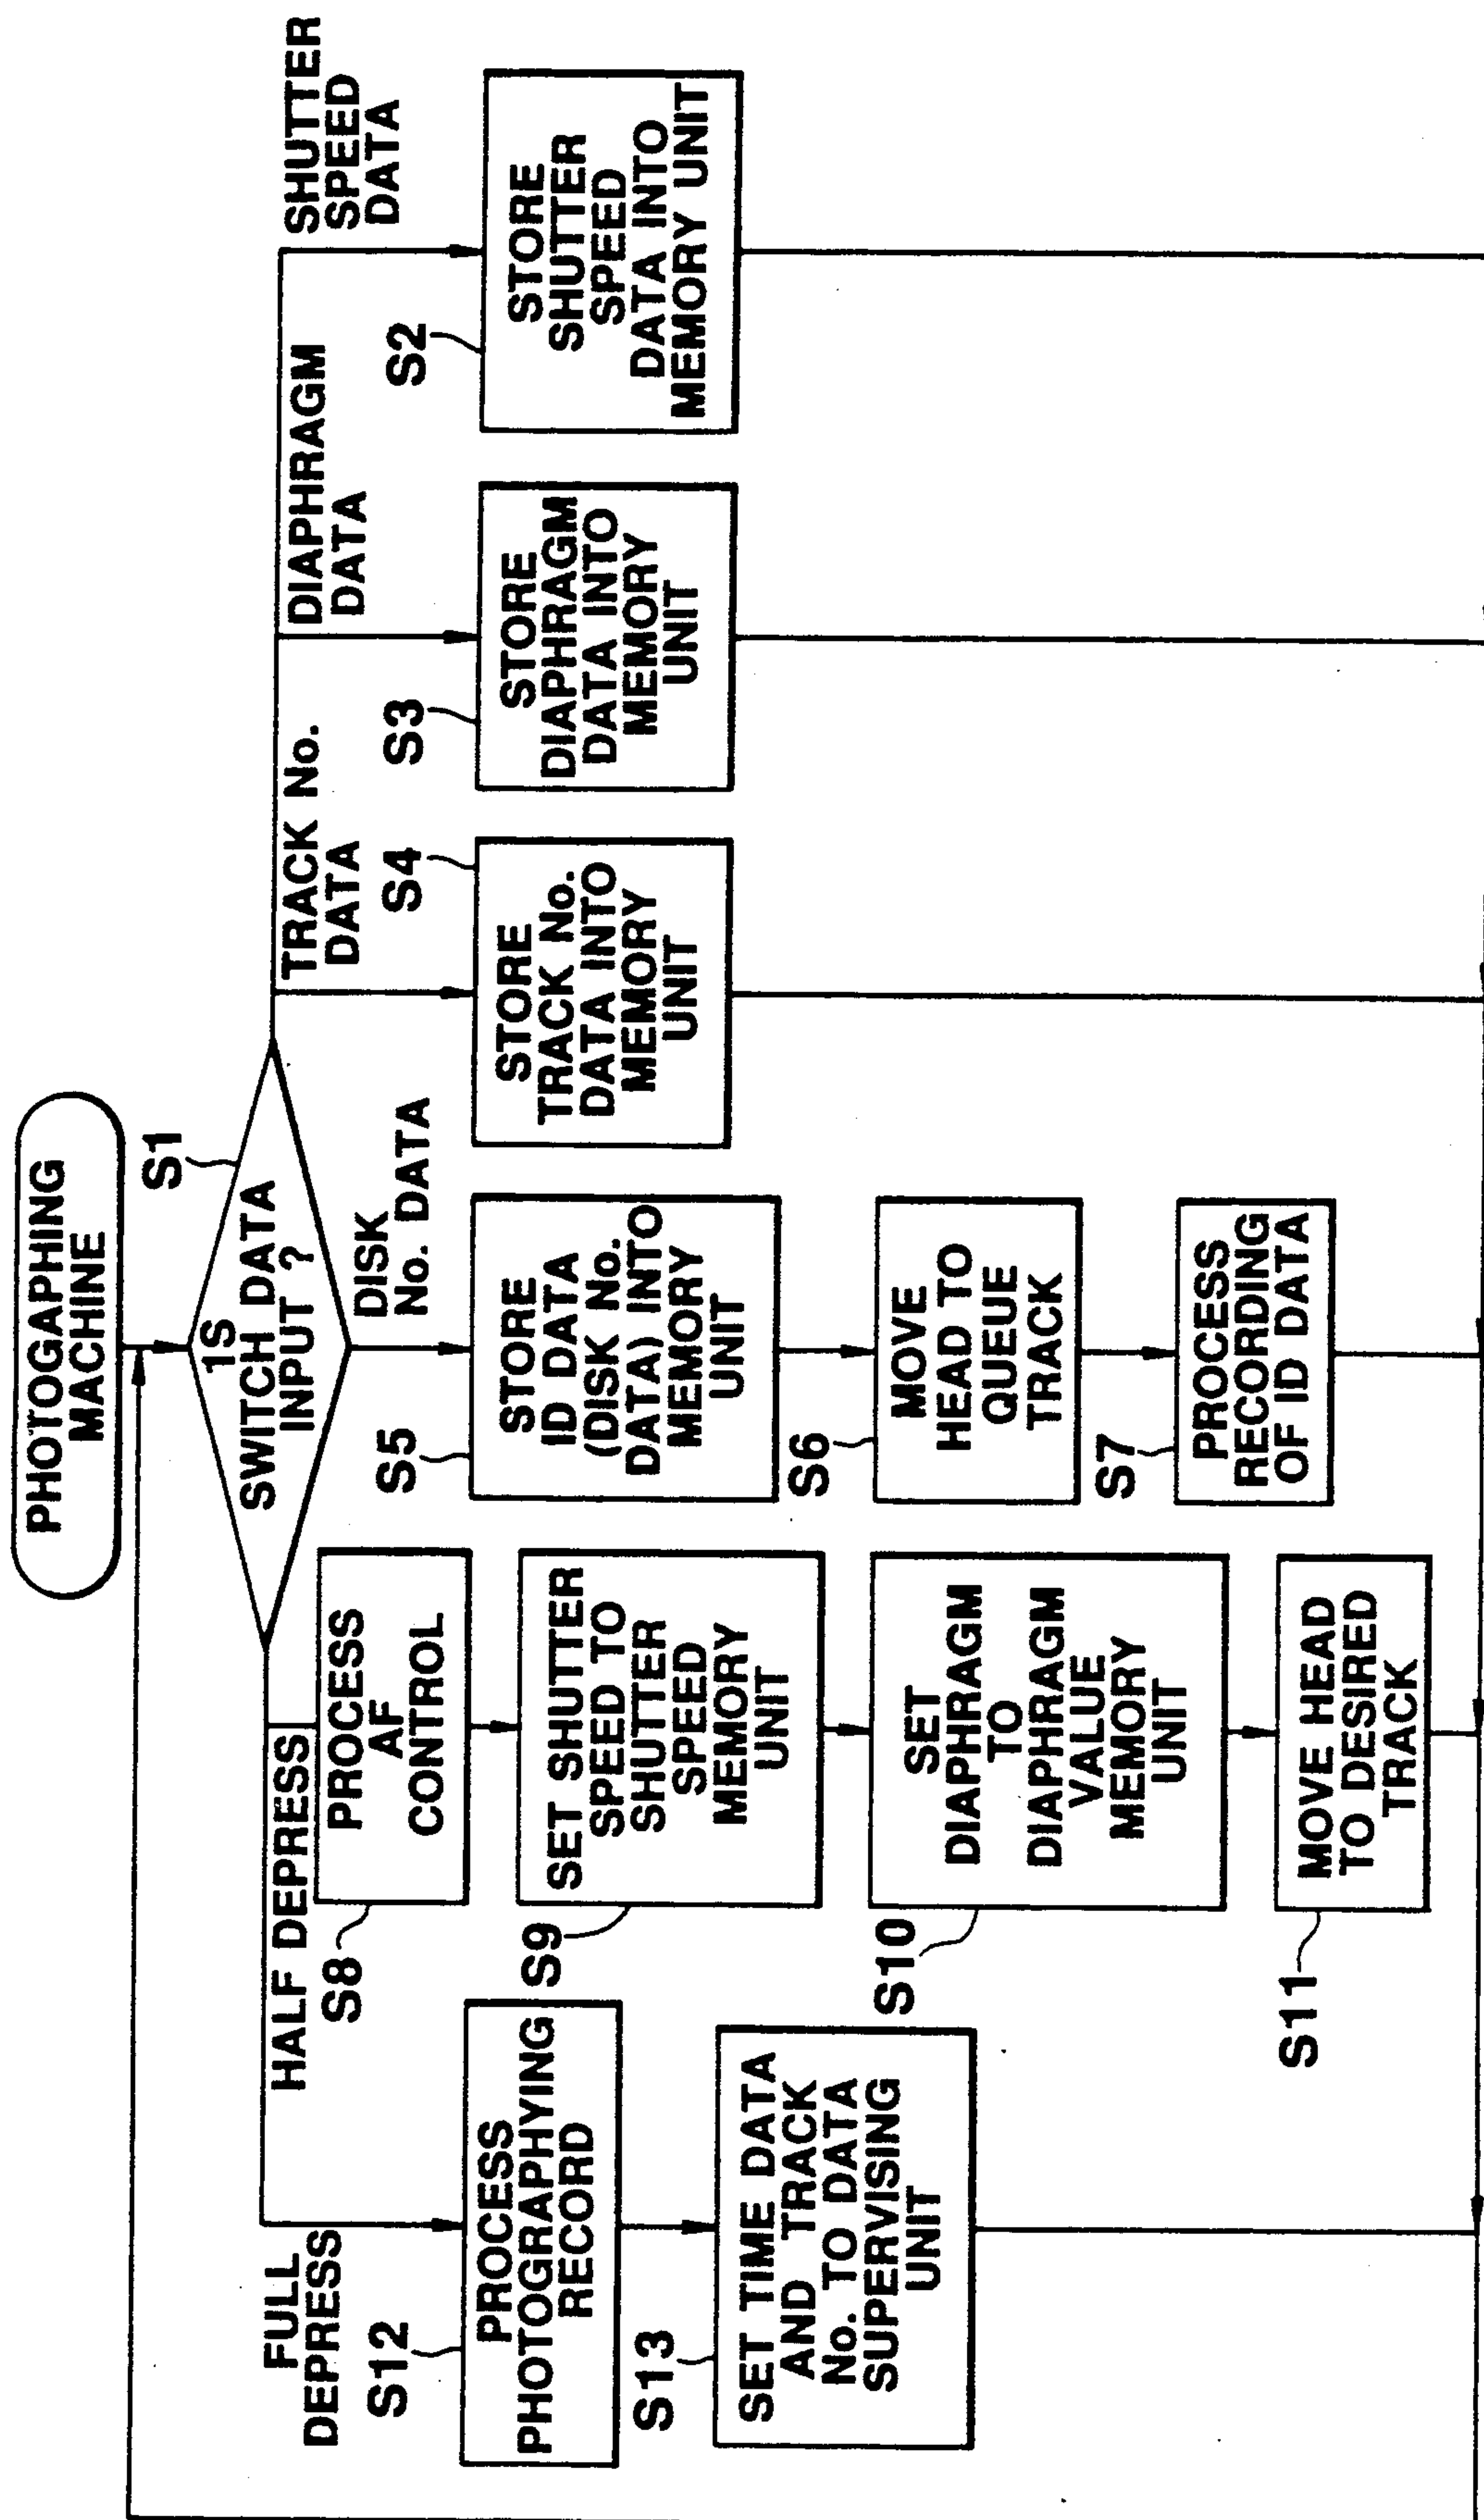 PHOTOGAPHING
MACHINE
S1
1S
SWITCH DATA
INPUT ?
FULL
DEPRESS
HALF DEPRESS
DISK
No. DATA
TRACK No.
DATA
DIAPHRAGM
DATA
SHUTTER
SPEED
DATA
S12
PROCESS
PHOTOGRAPHYING
RECORD
S13
SET TIME DATA
AND TRACK
No. TO DATA
SUPERVISING
UNIT
S8
PROCESS
AF
CONTROL
S9
SET SHUTTER
SPEED TO
SHUTTER
SPEED
MEMORY
UNIT
S10
SET
DIAPHRAGM
TO
DIAPHRAGM
VALUE
MEMORY
UNIT
S11
MOVE HEAD
TO DESIRED
TRACK
S5
STORE
ID DATA
(DISK No.
DATA) INTO
MEMORY
UNIT
S6
MOVE
HEAD TO
QUEUE
TRACK
S7
PROCESS
RECORDING
OF ID DATA
S4
STORE
TRACK No.
DATA INTO
MEMORY
UNIT
S3
STORE
DIAPHRAGM
DATA INTO
MEMORY
UNIT
S2
STORE
SHUTTER
SPEED
DATA INTO
MEMORY UNIT